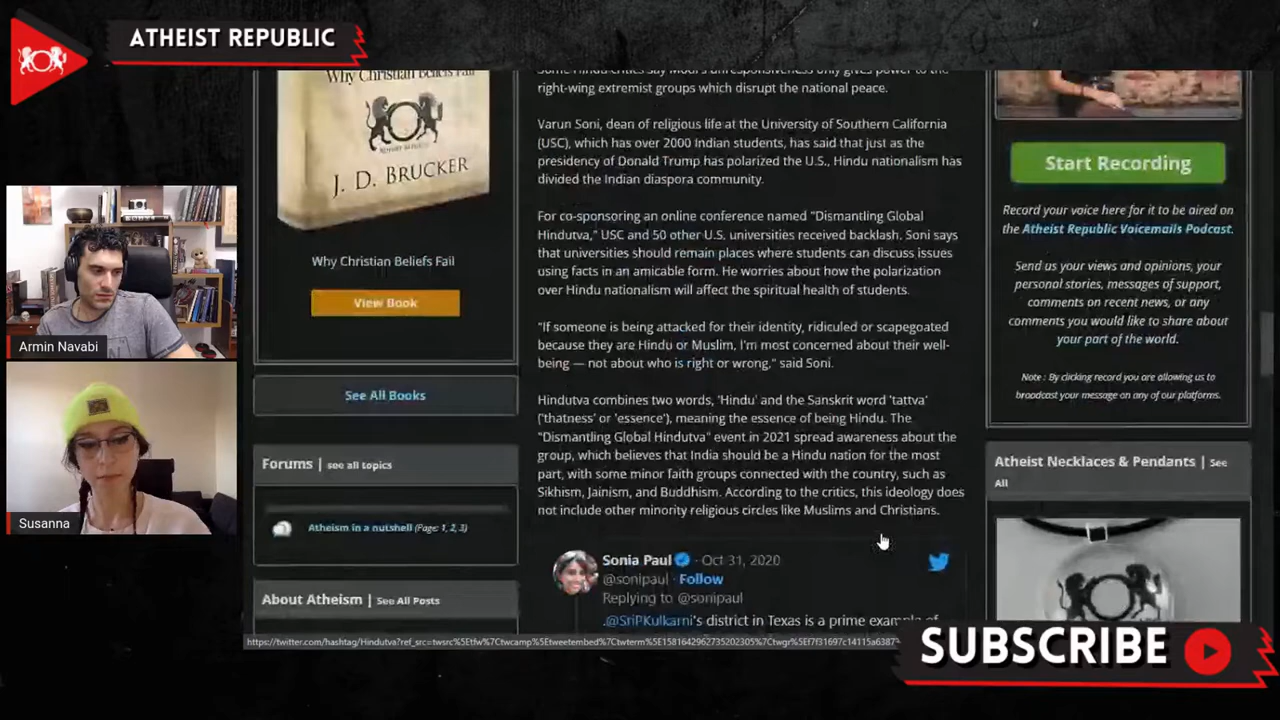 ATHEIST REPUBLIC
Why Christian Beliefs Fail
J. D. BRUCKER
Why Christian Beliefs Fail
View Book
See All Books
Forums | see all topics
Atheism in a nutshell (Page: 1, 2, 3)
About Atheism | See All Posts
right-wing extremist groups which disrupt the national peace.
Varun Soni, dean of religious life at the University of Southern California
(USC), which has over 2000 Indian students, has said that just as the
presidency of Donald Trump has polarized the U.S., Hindu nationalism has
divided the Indian diaspora community.
For co-sponsoring an online conference named "Dismantling Global
Hindutva," USC and 50 other U.S. universities received backlash. Soni says
that universities should remain places where students can discuss issues
using facts in an amicable form. He worries about how the polarization
over Hindu nationalism will affect the spiritual health of students.
"If someone is being attacked for their identity, ridiculed or scapegoated
because they are Hindu or Muslim, I'm most concerned about their well-
being — not about who is right or wrong," said Soni.
Hindutva combines two words, 'Hindu' and the Sanskrit word 'tattva'
('thatness' or 'essence'), meaning the essence of being Hindu. The
"Dismantling Global Hindutva" event in 2021 spread awareness about the
group, which believes that India should be a Hindu nation for the most
part, with some minor faith groups connected with the country, such as
Sikhism, Jainism, and Buddhism. According to the critics, this ideology does
not include other minority religious circles like Muslims and Christians.
Sonia Paul · Oct 31, 2020
@sonipaul · Follow
Replying to @sonipaul
.@SriPKulkarni's district in Texas is a prime example of
Start Recording
Record your voice here for it to be aired on
the Atheist Republic Voicemails Podcast.
Send us your views and opinions, your
personal stories, messages of support,
comments on recent news, or any
comments you would like to share about
your part of the world.
Note : By clicking record you are allowing us to
broadcast your message on any of our platforms.
Atheist Necklaces & Pendants | See
All
Armin Navabi
Susanna
SUBSCRIBE